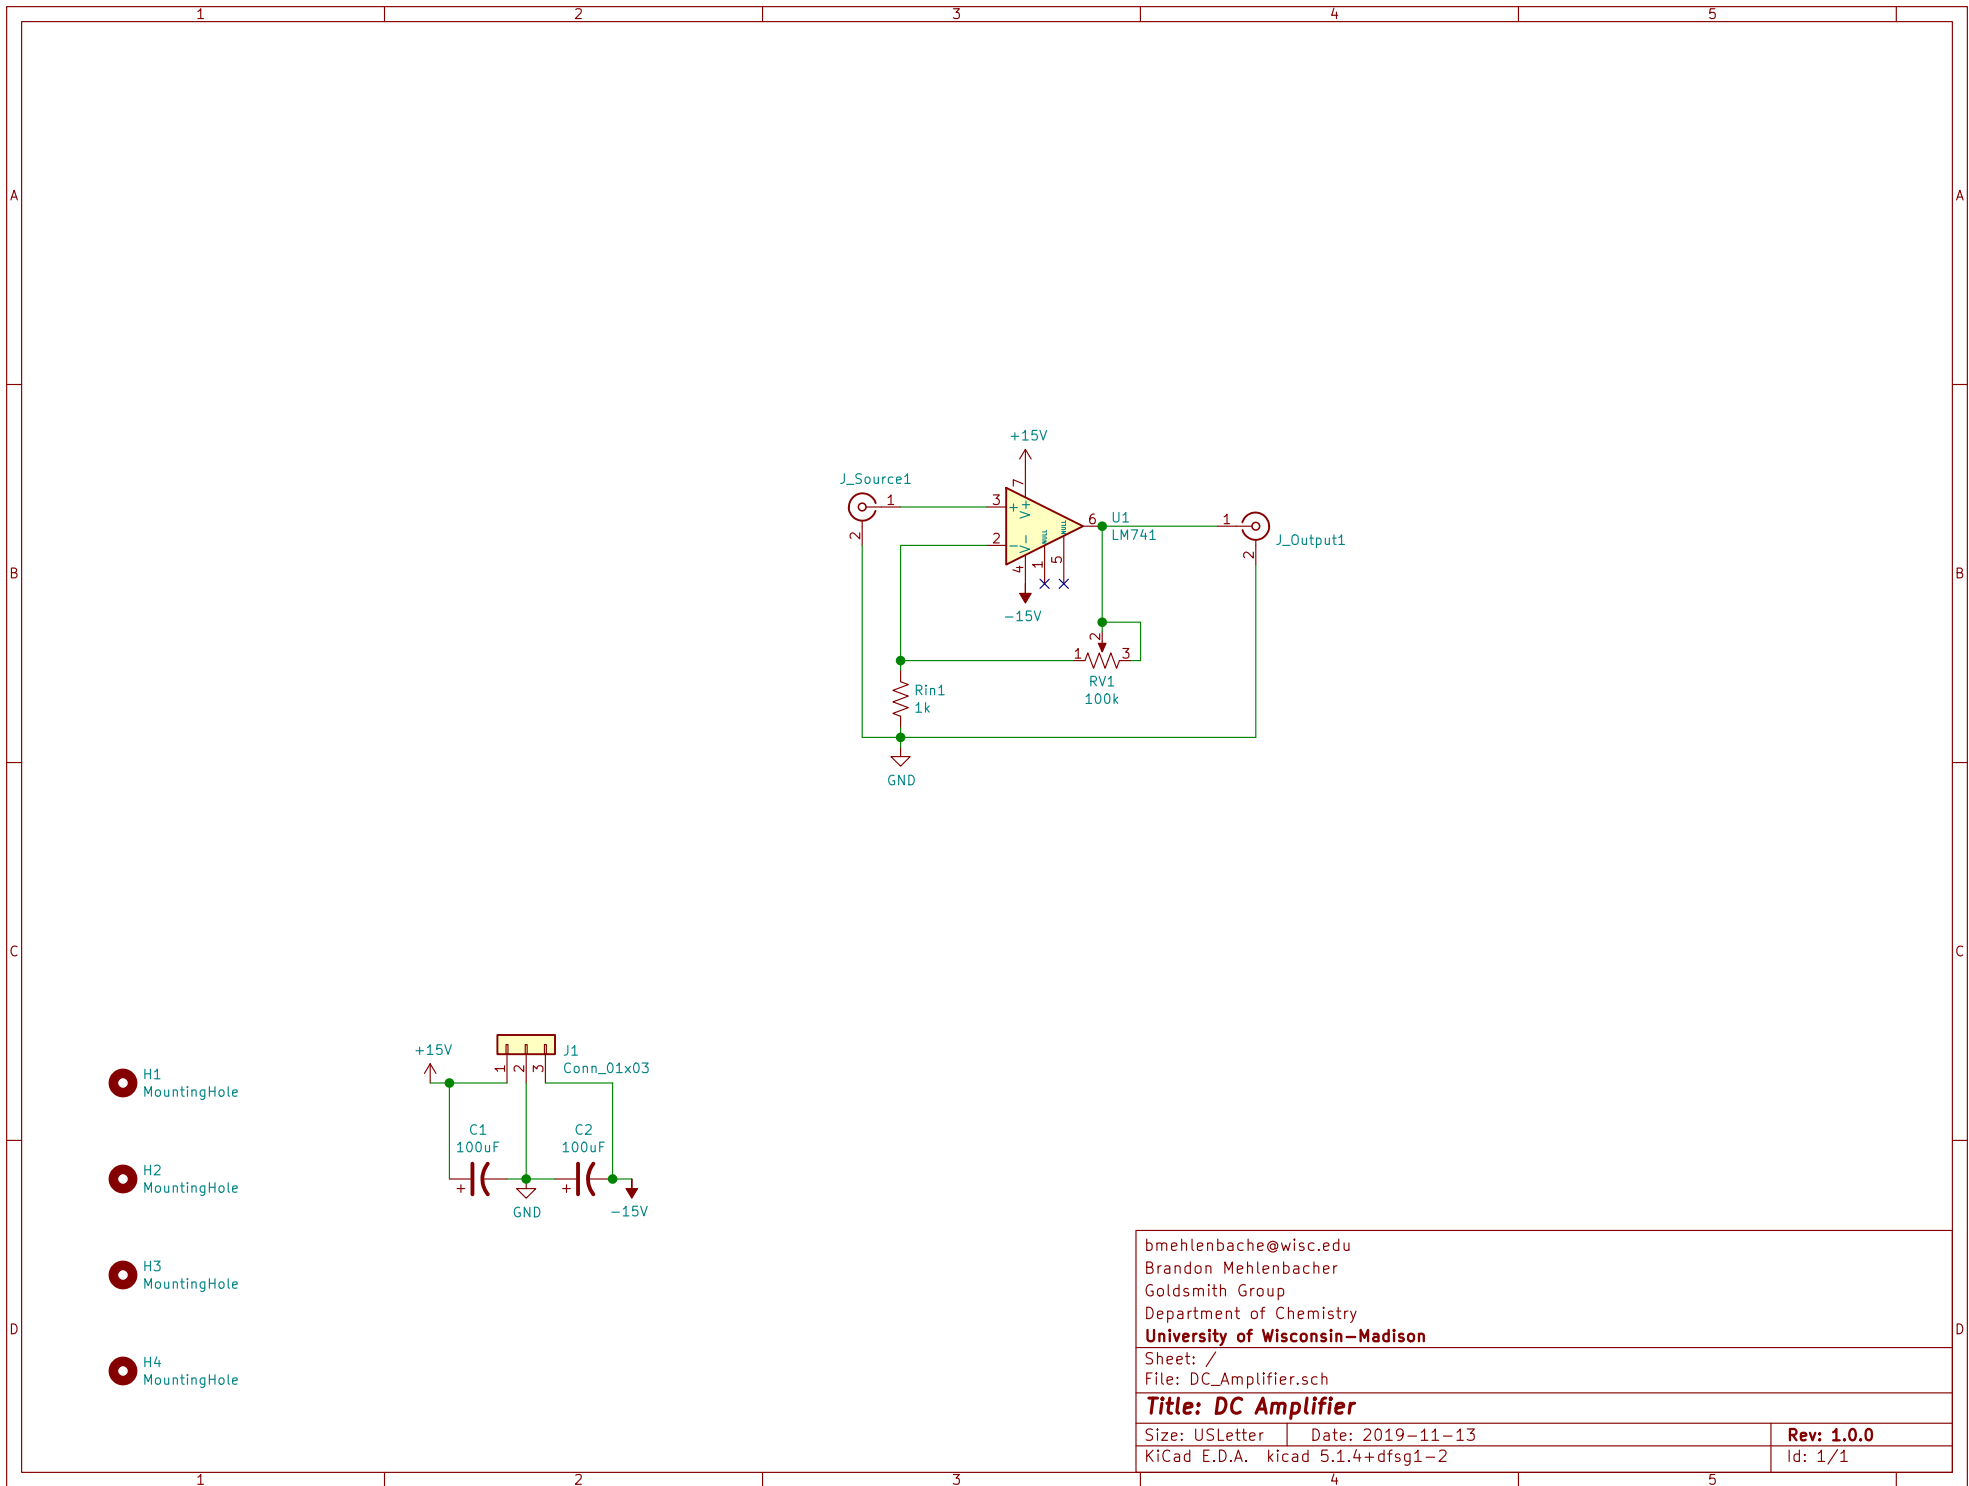 1 2 3 4 5
A A
+15V
J_Source1
7
1 3 + V+
6 U1
NULL
1
LM741
J_Output1
2 2 - V- NULL
2
4 1 5
B B
-15V
2
1 3
RV1
100k
Rin1
1k
GND
C C
+15V
J1
Conn_01x03
1 2 3
H1
MountingHole
C1
100uF
C2
100uF
+ +
GND
-15V
H2
MountingHole
H3
MountingHole
H4
MountingHole
D D
bmehlenbache@wisc.edu
Brandon Mehlenbacher
Goldsmith Group
Department of Chemistry
University of Wisconsin-Madison
Sheet: /
File: DC_Amplifier.sch
Title: DC Amplifier
Size: USLetter Date: 2019-11-13 Rev: 1.0.0
KiCad E.D.A. kicad 5.1.4+dfsg1-2 Id: 1/1
1 2 3 4 5